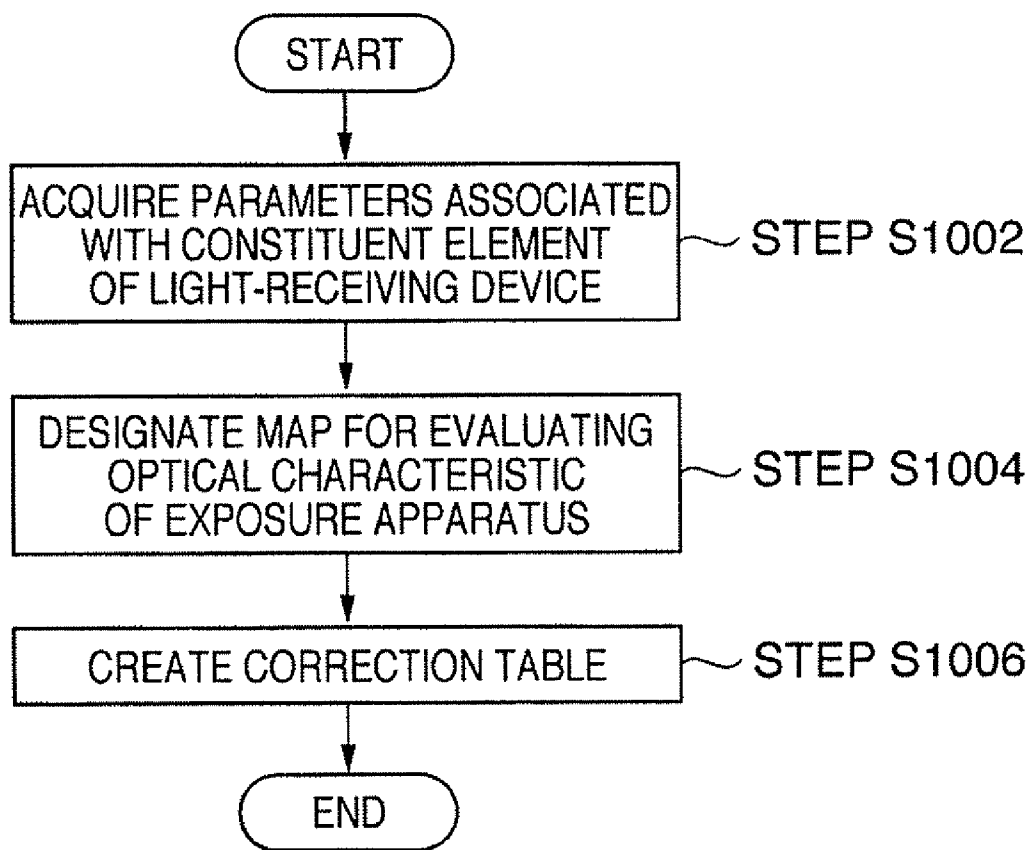 START
ACQUIRE PARAMETERS ASSOCIATED
WITH CONSTITUENT ELEMENT
OF LIGHT-RECEIVING DEVICE
STEP S1002
DESIGNATE MAP FOR EVALUATING
OPTICAL CHARACTERISTIC
OF EXPOSURE APPARATUS
STEP S1004
CREATE CORRECTION TABLE
STEP S1006
END